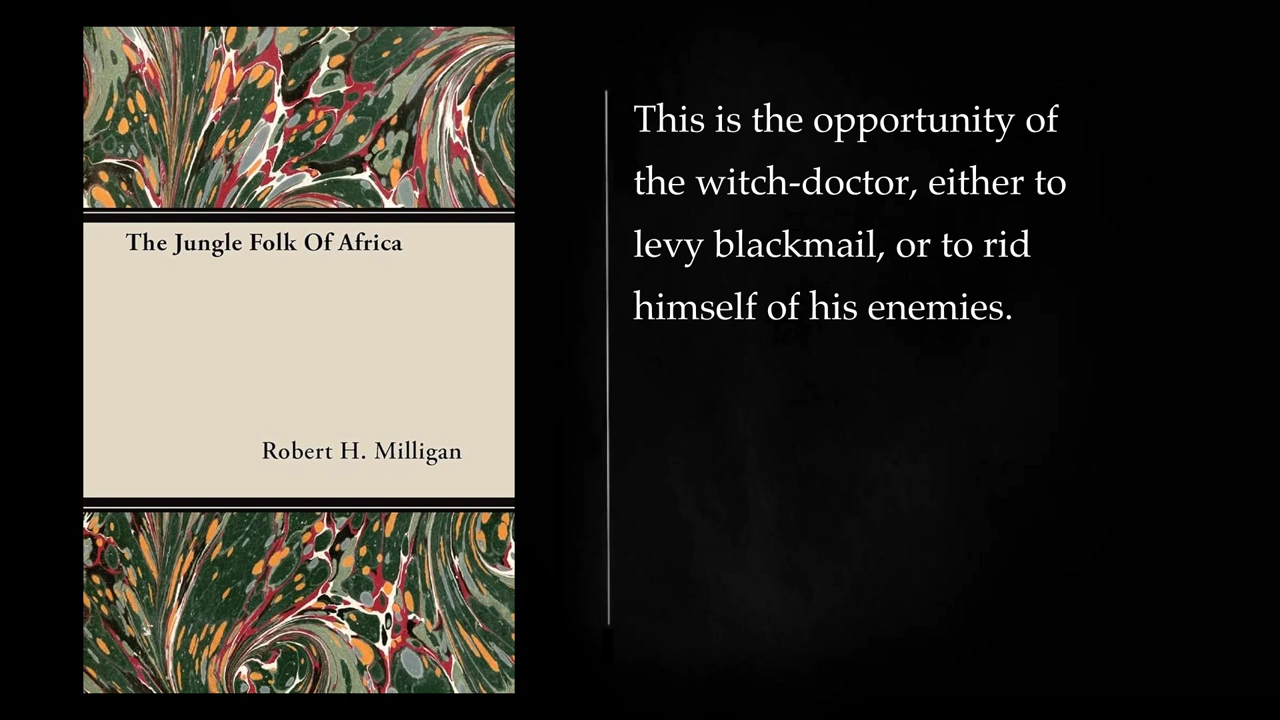 The Jungle Folk Of Africa
Robert H. Milligan
This is the opportunity of
the witch-doctor, either to
levy blackmail, or to rid
himself of his enemies.